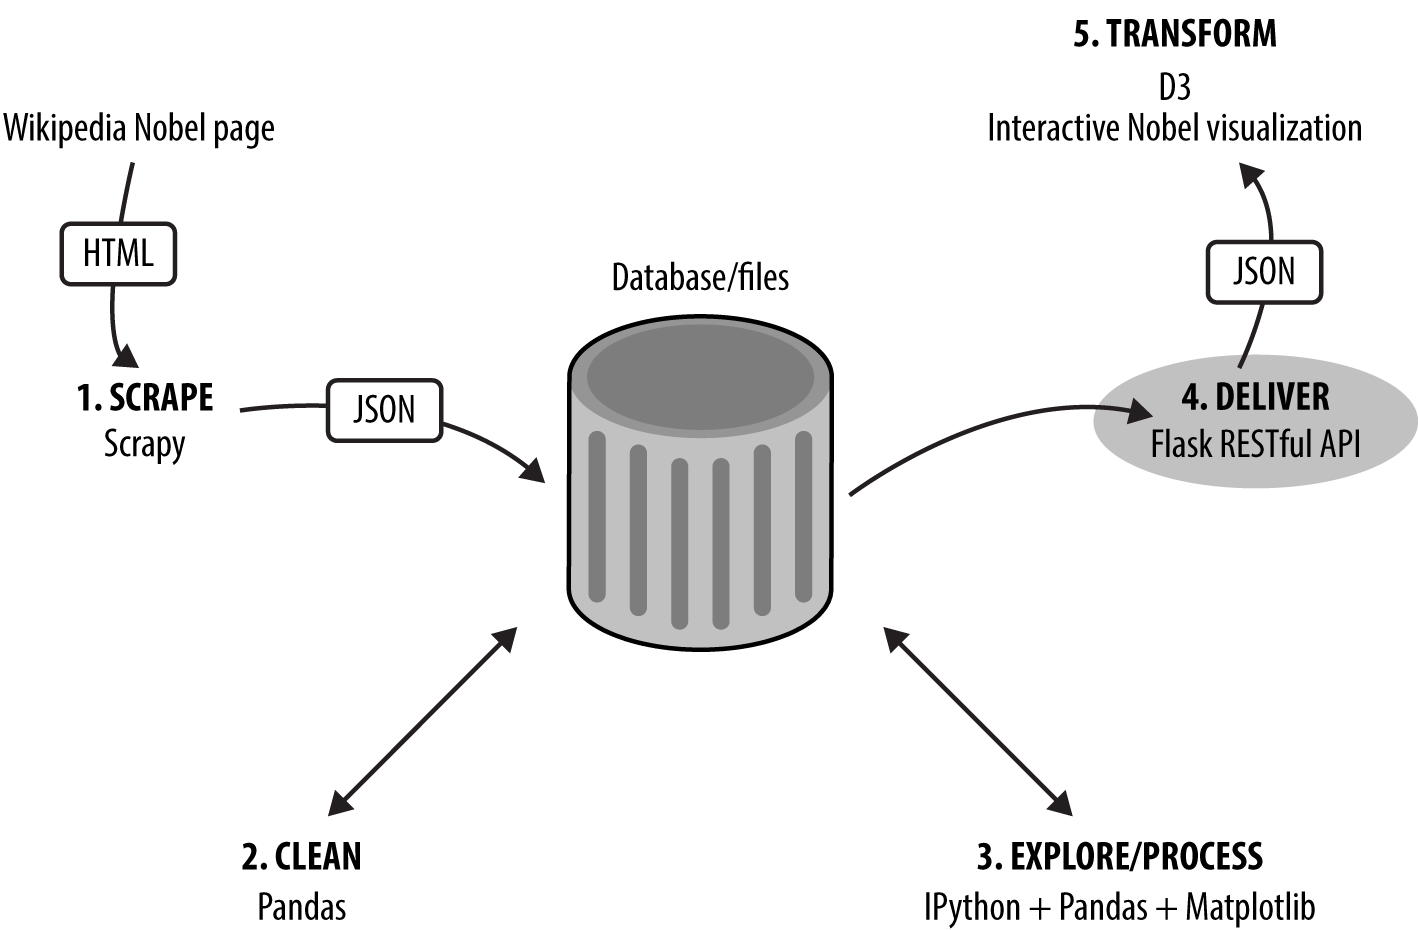 Wikipedia Nobel page
HTML
1. SCRAPE
Scrapy
JSON
Database/files
2. CLEAN
Pandas
3. EXPLORE/PROCESS
IPython + Pandas + Matplotlib
4. DELIVER
Flask RESTful API
JSON
5. TRANSFORM
D3
Interactive Nobel visualization